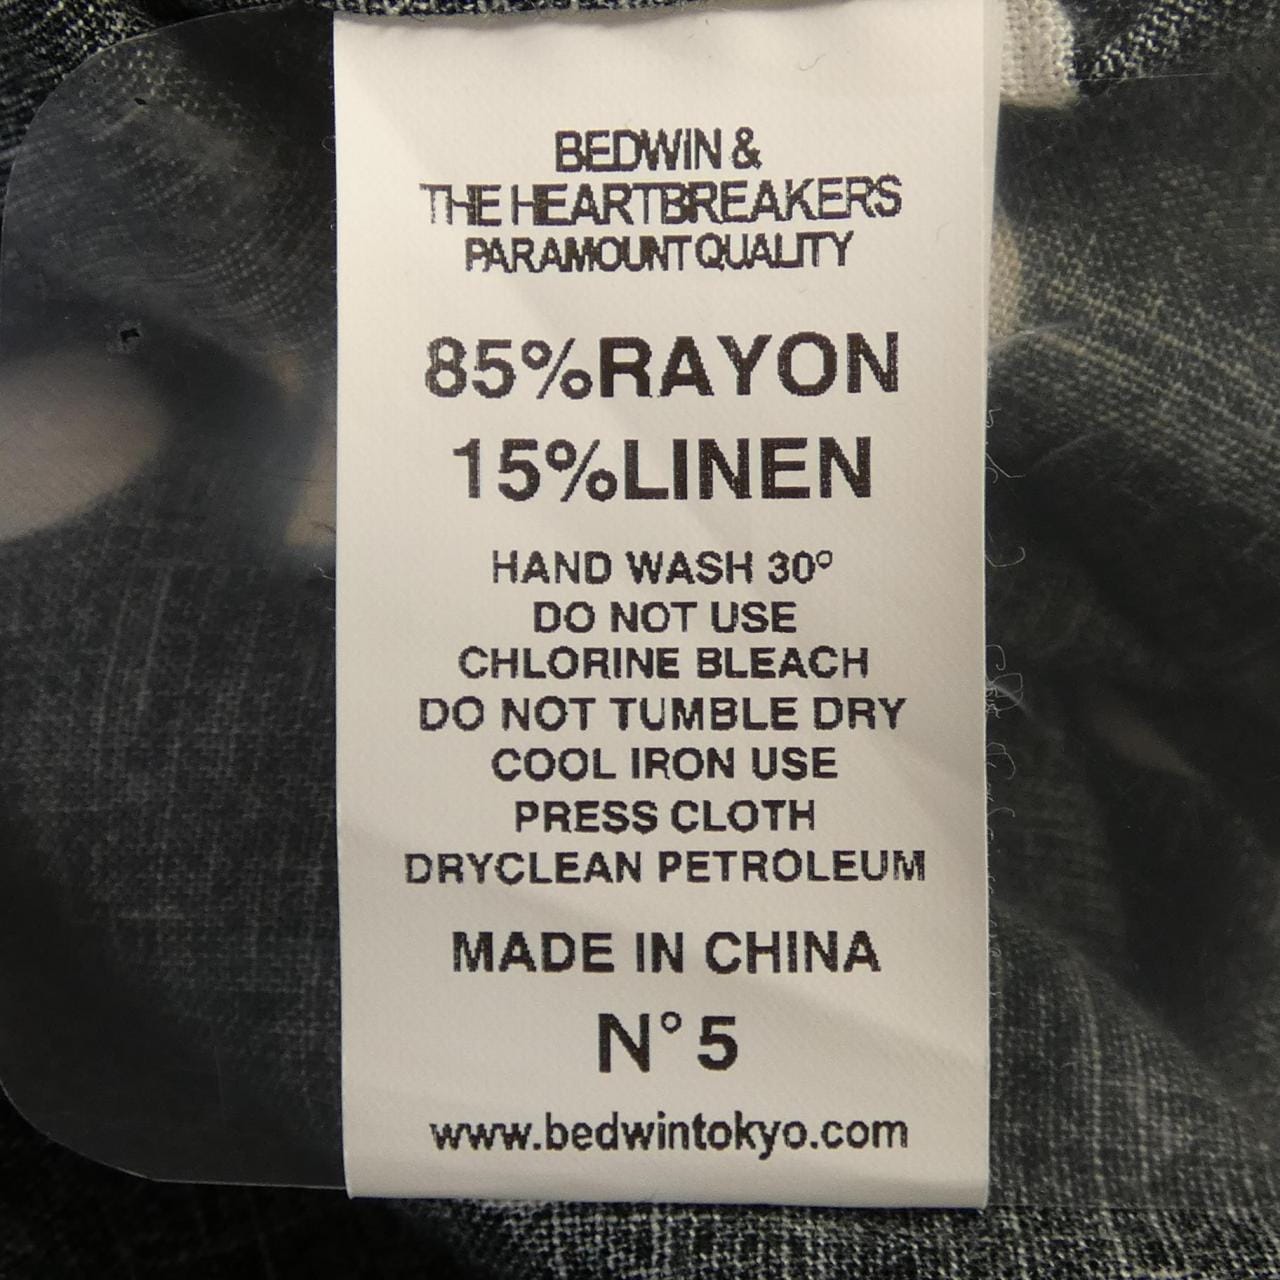 BEDWIN &
THE HEARTBREAKERS
PARAMOUNT QUALITY
85%RAYON
15%LINEN
HAND WASH 30°
DO NOT USE
CHLORINE BLEACH
DO NOT TUMBLE DRY
COOL IRON USE
PRESS CLOTH
DRYCLEAN PETROLEUM
MADE IN CHINA
N° 5
www.bedwintokyo.com